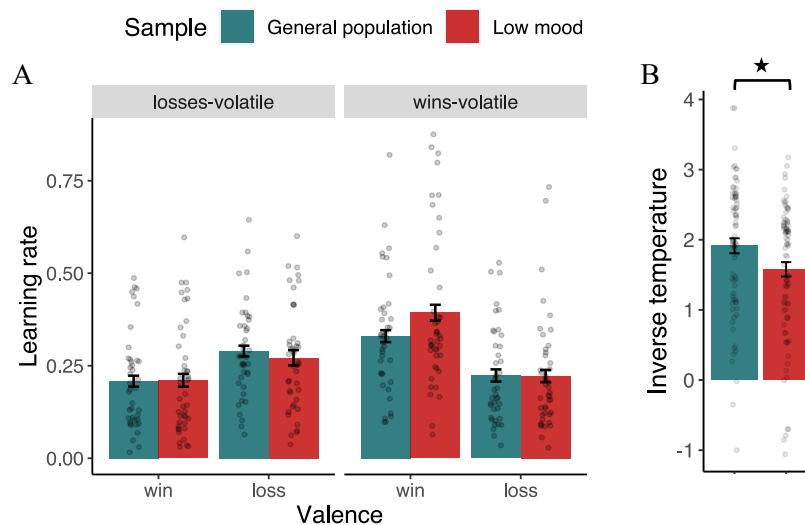 Sample General population Low mood
A
losses-volatile wins-volatile
Learning rate
0.75
0.50
0.25
0.00
win loss win loss
Valence
B
★
Inverse temperature
4
3
2
1
0
-1